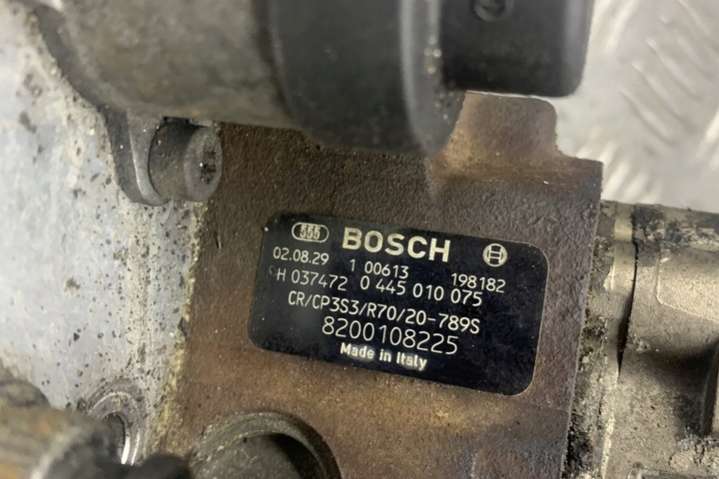 555 BOSCH
02.08.29 1 00613 198182
H 037472 0 445 010 075
CR/CP3S3/R70/20-789S
8200108225
Made in Italy